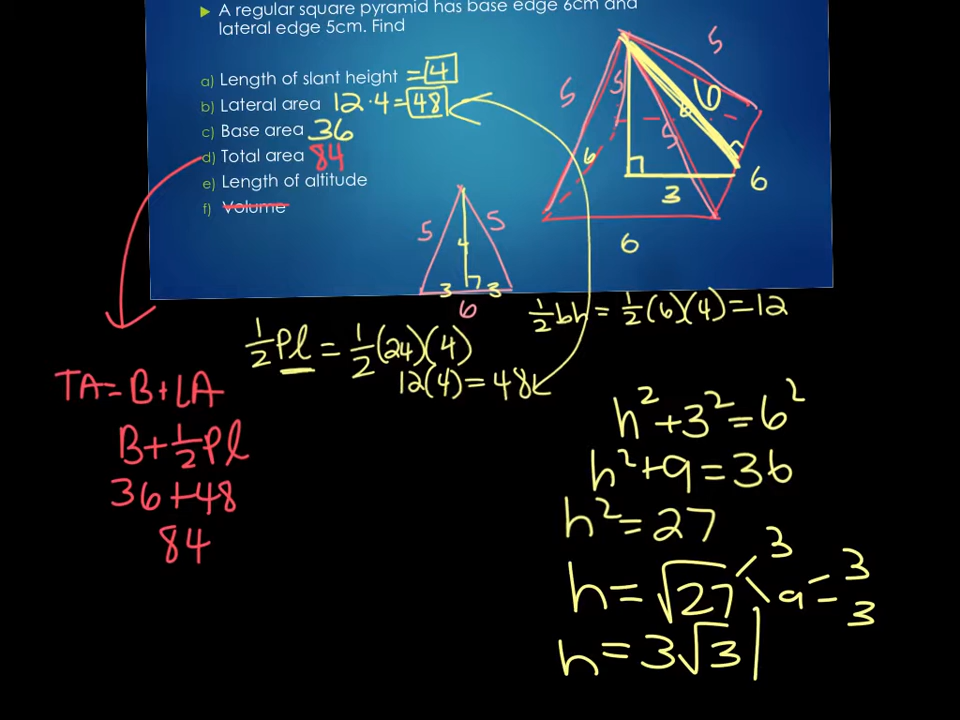 A regular square pyramid has base edge 6cm and
lateral edge 5cm. Find
a) Length of slant height = 4
b) Lateral area 12·4=48
c) Base area 36
d) Total area 84
e) Length of altitude
f) Volume
5
5
5
5
6
6
6
3
6
5
5
4
3
3
6
½bh = ½(6)(4) = 12
½Pl = ½(24)(4)
12(4) = 48
TA = B + LA
B + ½Pl
36 + 48
84
h² + 3² = 6²
h² + 9 = 36
h² = 27
h = √27 3
9 = 3
3
h = 3√3